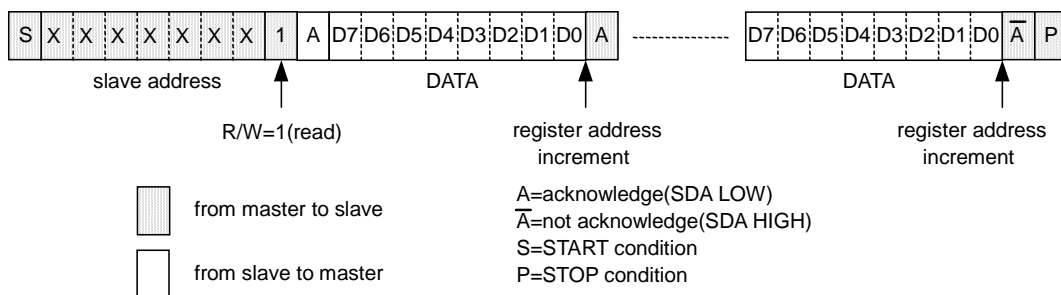 S X X X X X X X 1 A D7 D6 D5 D4 D3 D2 D1 D0 A D7 D6 D5 D4 D3 D2 D1 D0 A̅ P
slave address DATA DATA
R/W=1(read)
register address
increment
register address
increment
from master to slave
from slave to master
A=acknowledge(SDA LOW)
A̅=not acknowledge(SDA HIGH)
S=START condition
P=STOP condition